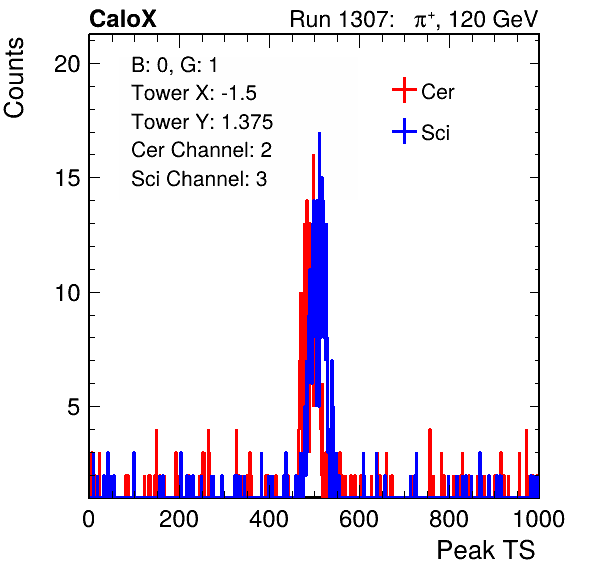 CaloX Run 1307: π⁺, 120 GeV
Counts
B: 0, G: 1
Tower X: -1.5
Tower Y: 1.375
Cer Channel: 2
Sci Channel: 3
Cer
Sci
20
15
10
5
0 200 400 600 800 1000
Peak TS